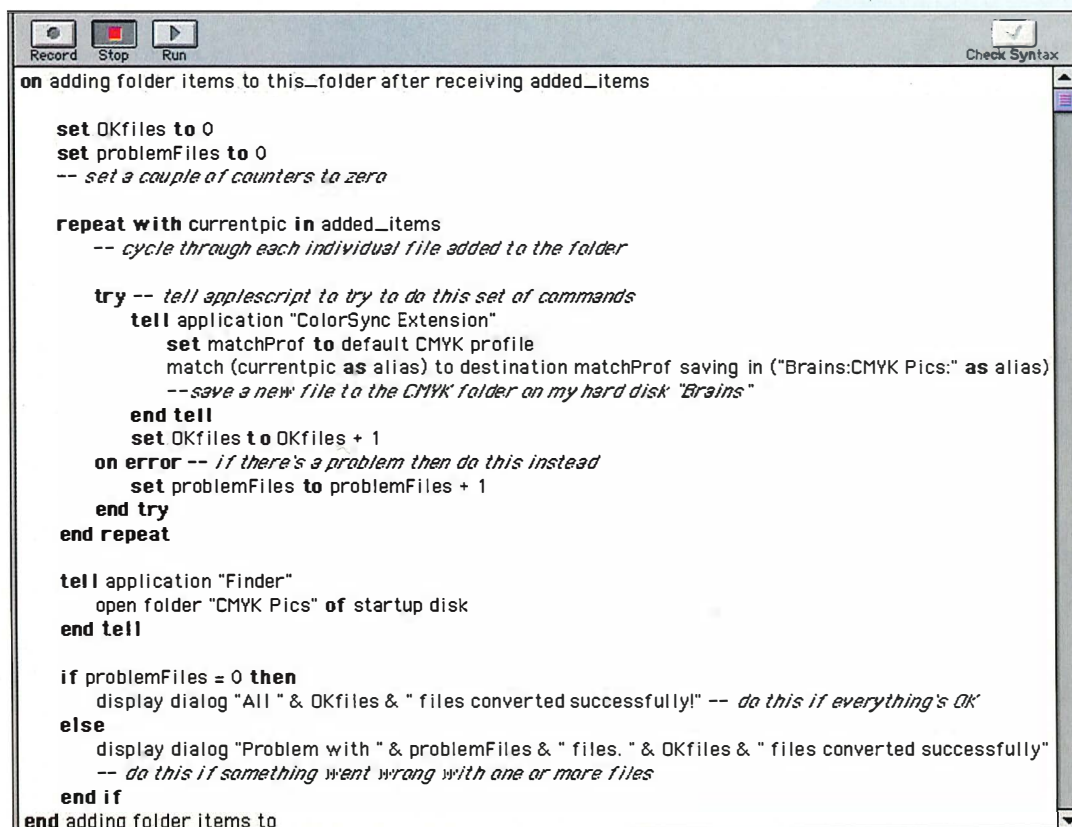 Record Stop Run Check Syntax
on adding folder items to this_folder after receiving added_items
set OKfiles to 0
set problemFiles to 0
-- set a couple of counters to zero
repeat with currentpic in added_items
-- cycle through each individual file added to the folder
try -- tell applescript to try to do this set of commands
tell application "ColorSync Extension"
set matchProf to default CMYK profile
match (currentpic as alias) to destination matchProf saving in ("Brains:CMYK Pics:" as alias)
--save a new file to the CMYK folder on my hard disk "Brains"
end tell
set OKfiles to OKfiles + 1
on error -- if there's a problem then do this instead
set problemFiles to problemFiles + 1
end try
end repeat
tell application "Finder"
open folder "CMYK Pics" of startup disk
end tell
if problemFiles = 0 then
display dialog "All " & OKfiles & " files converted successfully!" -- do this if everything's OK
else
display dialog "Problem with " & problemFiles & " files. " & OKfiles & " files converted successfully"
-- do this if something went wrong with one or more files
end if
end adding folder items to